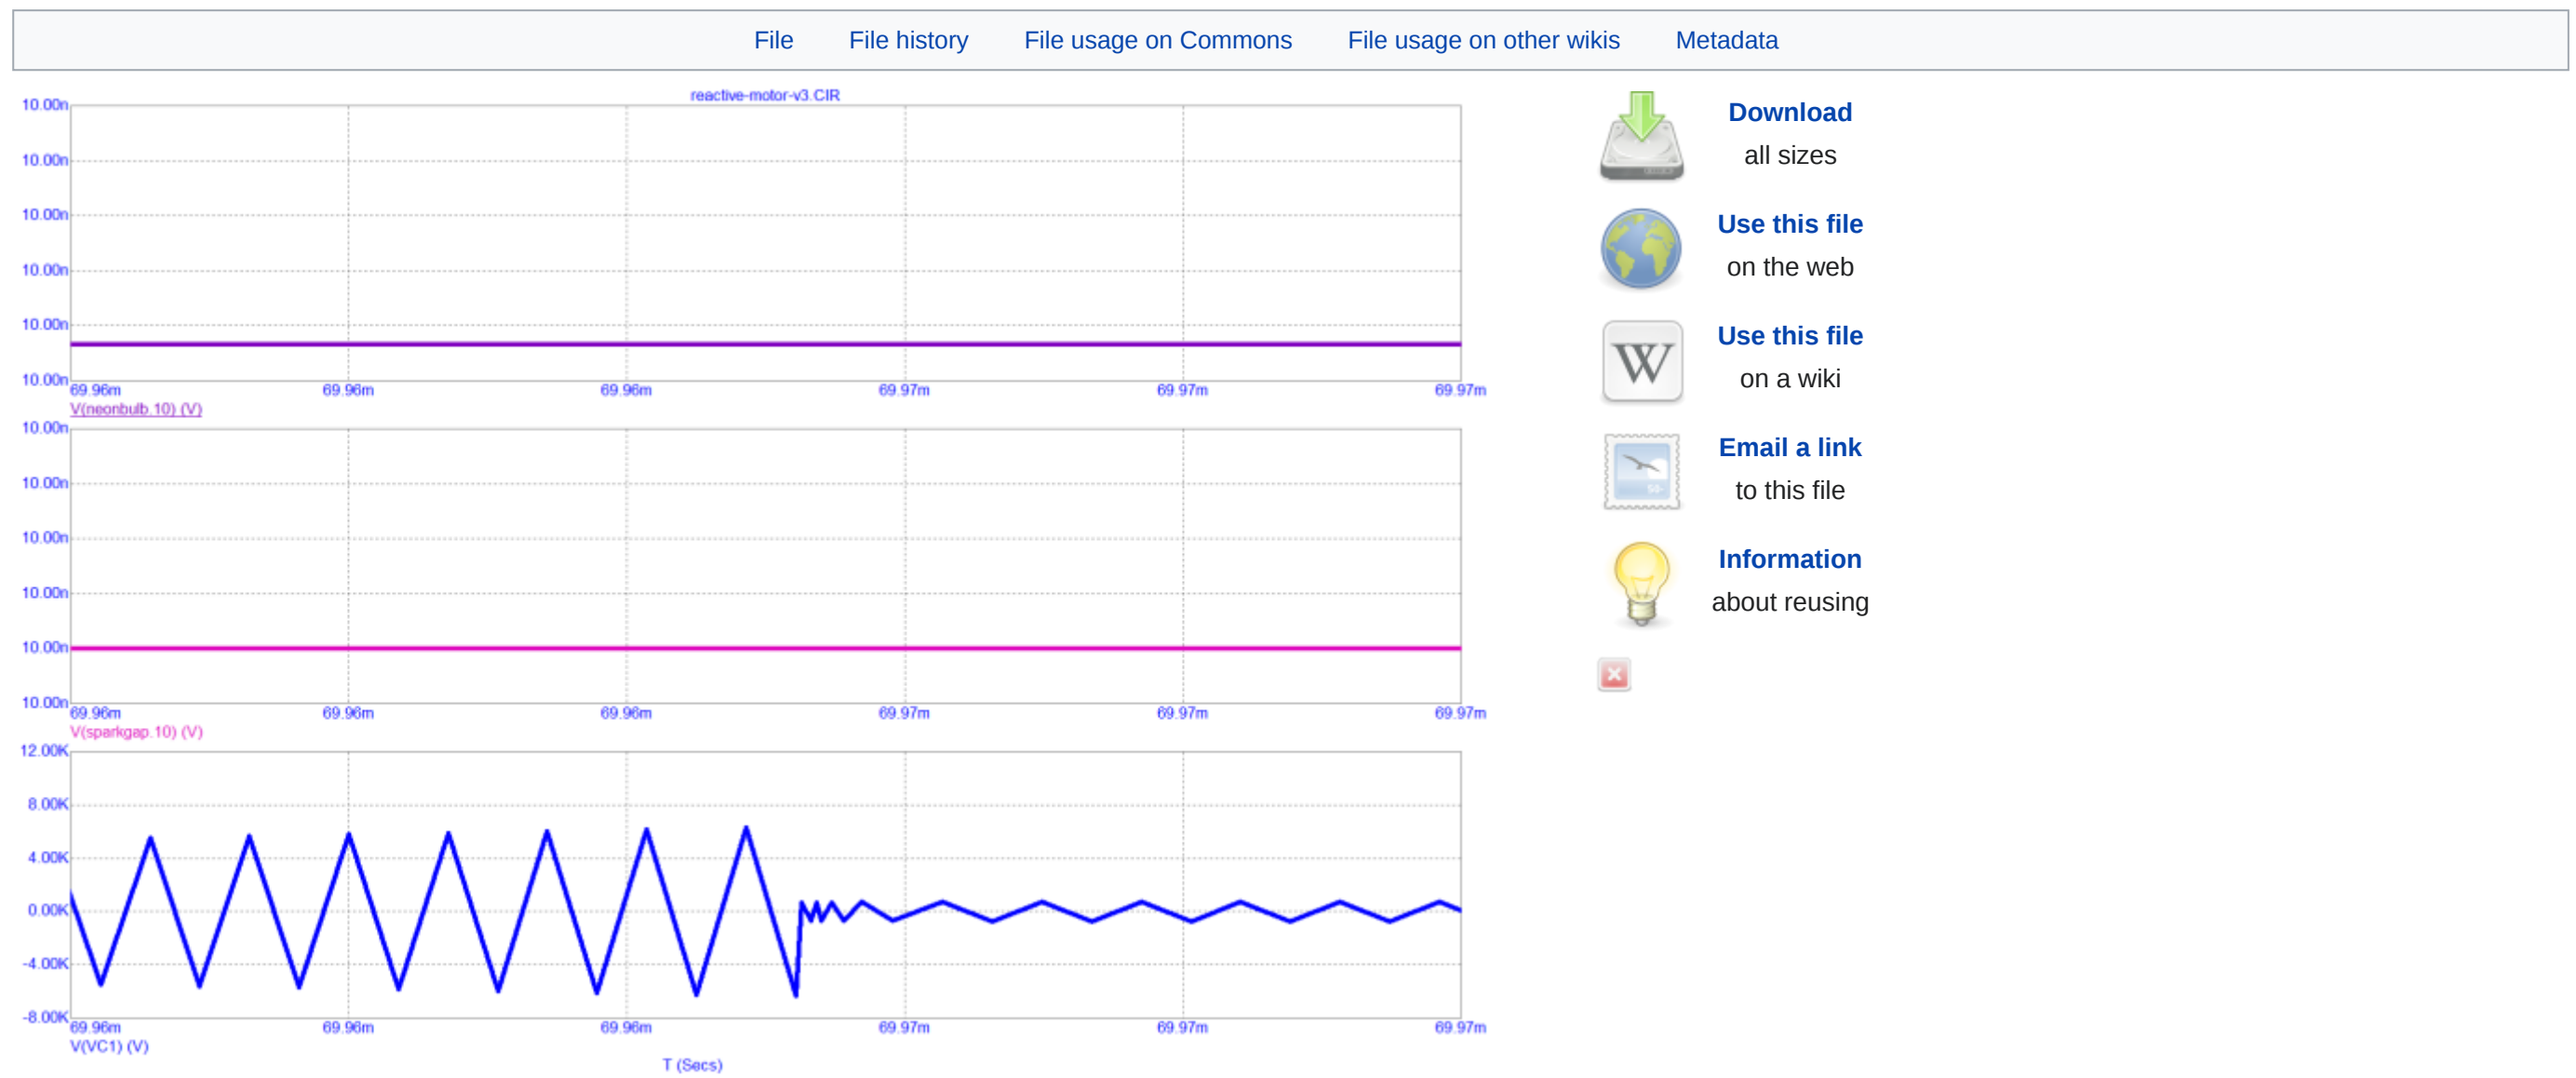 File File history File usage on Commons File usage on other wikis Metadata
reactive-motor-v3.CIR
10.00n
10.00n
10.00n
10.00n
10.00n
10.00n
69.96m 69.96m 69.96m 69.97m 69.97m 69.97m
V(neonbulb.10) (V)
10.00n
10.00n
10.00n
10.00n
10.00n
10.00n
69.96m 69.96m 69.96m 69.97m 69.97m 69.97m
V(sparkgap.10) (V)
12.00K
8.00K
4.00K
0.00K
-4.00K
-8.00K
69.96m 69.96m 69.96m 69.97m 69.97m 69.97m
V(VC1) (V)
T (Secs)
Download
all sizes
Use this file
on the web
W
Use this file
on a wiki
Email a link
to this file
Information
about reusing